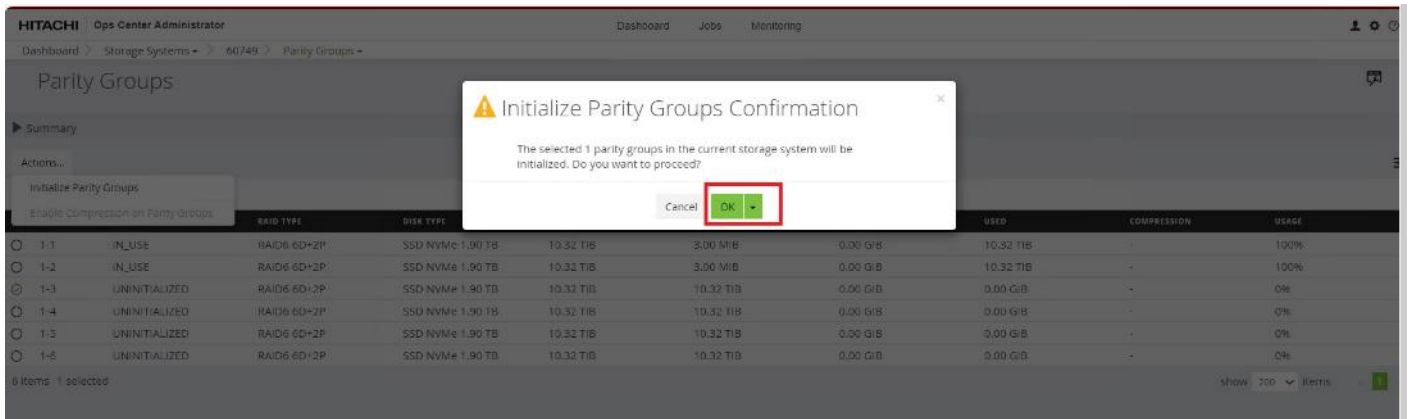 HITACHI Ops Center Administrator Dashboard Jobs Monitoring
Dashboard Storage Systems 60749 Parity Groups
Parity Groups
Initialize Parity Groups Confirmation
Summary
The selected 1 parity groups in the current storage system will be
initialized. Do you want to proceed?
Actions...
Initialize Parity Groups
Cancel OK
Enable Compression on Parity Groups
RAID TYPE DISK TYPE USED COMPRESSION USAGE
1-1 IN_USE RAID6 6D+2P SSD NVMe 1.90 TB 10.32 TIB 3.00 MIB 0.00 GIB 10.32 TIB - 100%
1-2 IN_USE RAID6 6D+2P SSD NVMe 1.90 TB 10.32 TIB 3.00 MIB 0.00 GIB 10.32 TIB - 100%
1-3 UNINITIALIZED RAID6 6D+2P SSD NVMe 1.90 TB 10.32 TIB 10.32 TIB 0.00 GIB 0.00 GIB - 0%
1-4 UNINITIALIZED RAID6 6D+2P SSD NVMe 1.90 TB 10.32 TIB 10.32 TIB 0.00 GIB 0.00 GIB - 0%
1-5 UNINITIALIZED RAID6 6D+2P SSD NVMe 1.90 TB 10.32 TIB 10.32 TIB 0.00 GIB 0.00 GIB - 0%
1-6 UNINITIALIZED RAID6 6D+2P SSD NVMe 1.90 TB 10.32 TIB 10.32 TIB 0.00 GIB 0.00 GIB - 0%
6 items 1 selected show 200 items 1